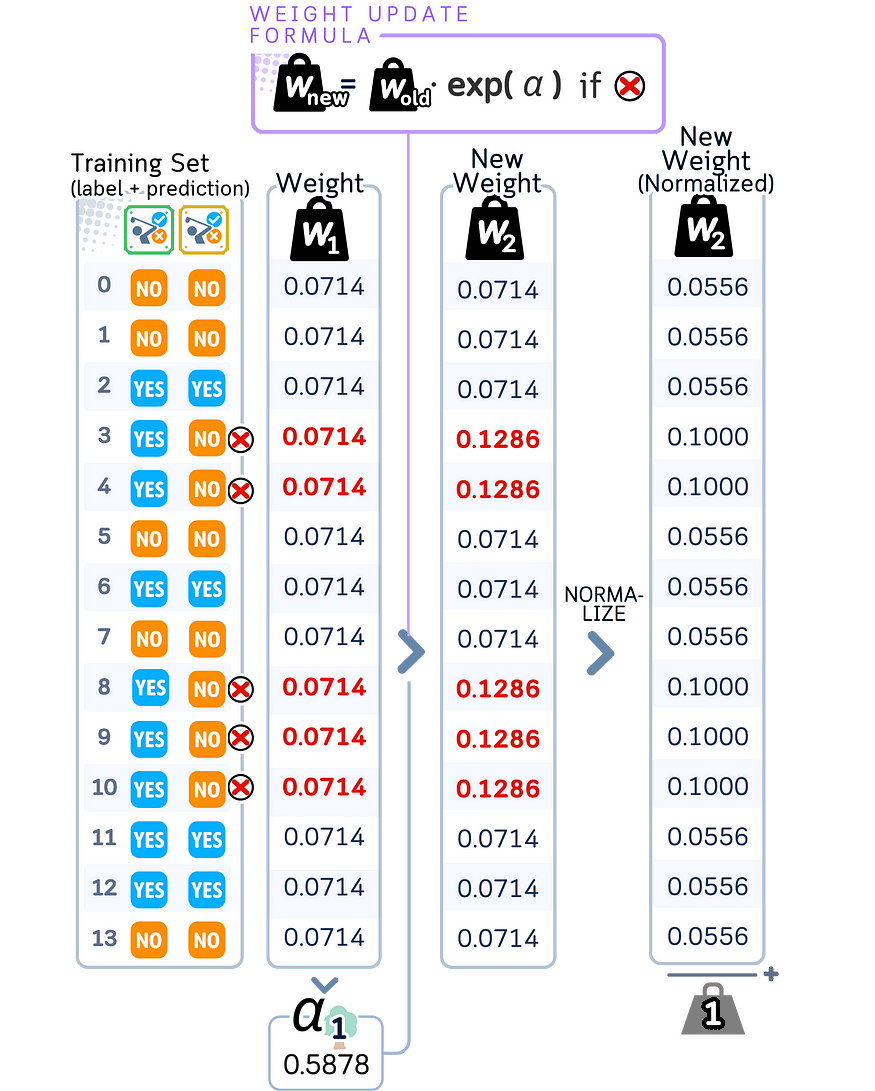 WEIGHT UPDATE
FORMULA
Wnew = Wold · exp( α ) if
Training Set
(label + prediction)
Weight
W1
New
Weight
W2
New
Weight
(Normalized)
W2
0 NO NO 0.0714 0.0714 0.0556
1 NO NO 0.0714 0.0714 0.0556
2 YES YES 0.0714 0.0714 0.0556
3 YES NO 0.0714 0.1286 0.1000
4 YES NO 0.0714 0.1286 0.1000
5 NO NO 0.0714 0.0714 0.0556
6 YES YES 0.0714 0.0714 0.0556
7 NO NO 0.0714 0.0714 0.0556
8 YES NO 0.0714 0.1286 0.1000
9 YES NO 0.0714 0.1286 0.1000
10 YES NO 0.0714 0.1286 0.1000
11 YES YES 0.0714 0.0714 0.0556
12 YES YES 0.0714 0.0714 0.0556
13 NO NO 0.0714 0.0714 0.0556
NORMA-
LIZE
+
1
α1
0.5878